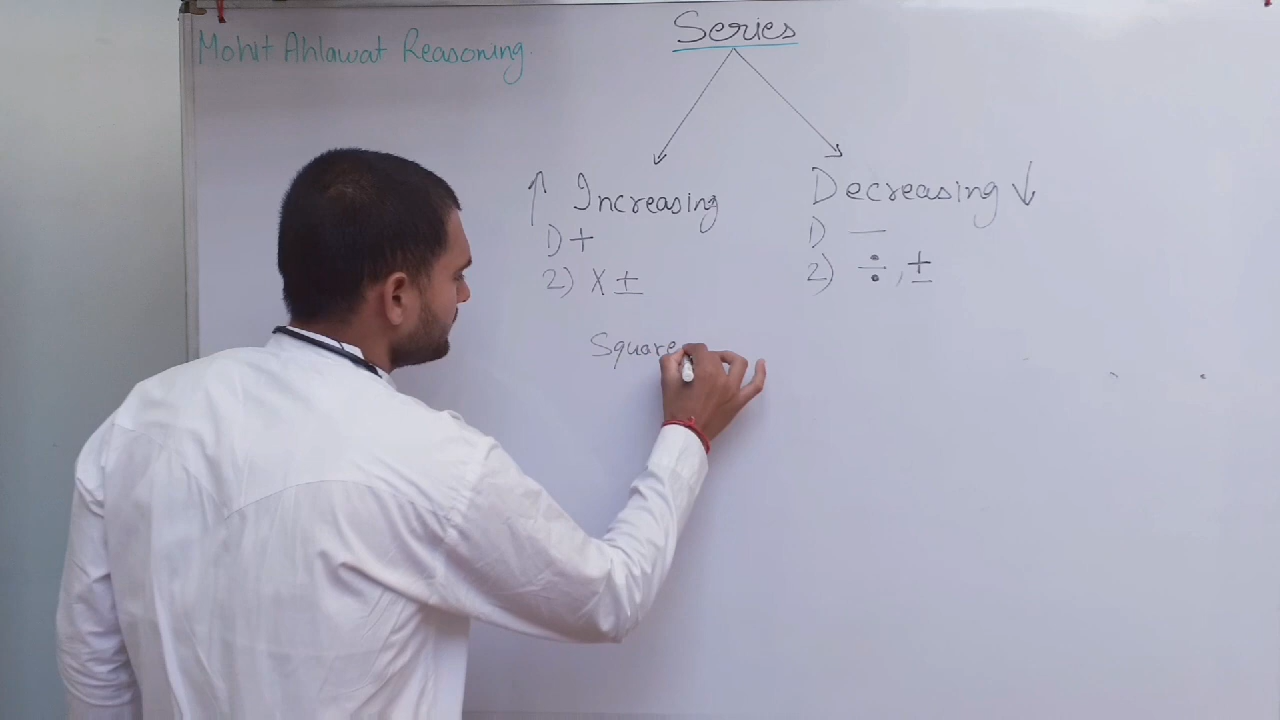 Mohit Ahlawat Reasoning.
Series
↑ Increasing
1) +
2) × ±
Decreasing ↓
1) −
2) ÷, ±
Square